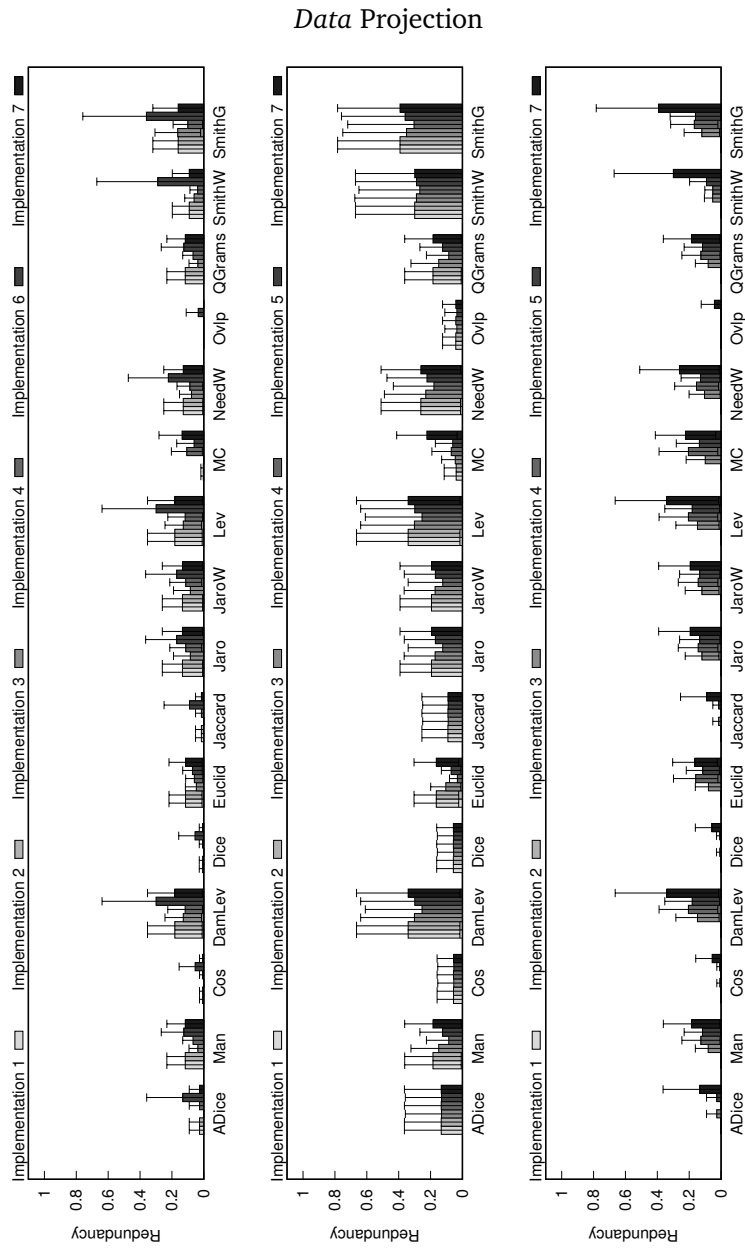 Data Projection
Implementation 1 Implementation 2 Implementation 3 Implementation 4 Implementation 6 Implementation 7
1
0.8
0.6
0.4
0.2
0
Redundancy
ADice Man Cos DamLev Dice Euclid Jaccard Jaro JaroW Lev MC NeedW Ovlp QGrams SmithW SmithG
Implementation 1 Implementation 2 Implementation 3 Implementation 4 Implementation 5 Implementation 7
1
0.8
0.6
0.4
0.2
0
Redundancy
ADice Man Cos DamLev Dice Euclid Jaccard Jaro JaroW Lev MC NeedW Ovlp QGrams SmithW SmithG
Implementation 2 Implementation 3 Implementation 4 Implementation 5 Implementation 7
1
0.8
0.6
0.4
0.2
0
Redundancy
ADice Man Cos DamLev Dice Euclid Jaccard Jaro JaroW Lev MC NeedW Ovlp QGrams SmithW SmithG